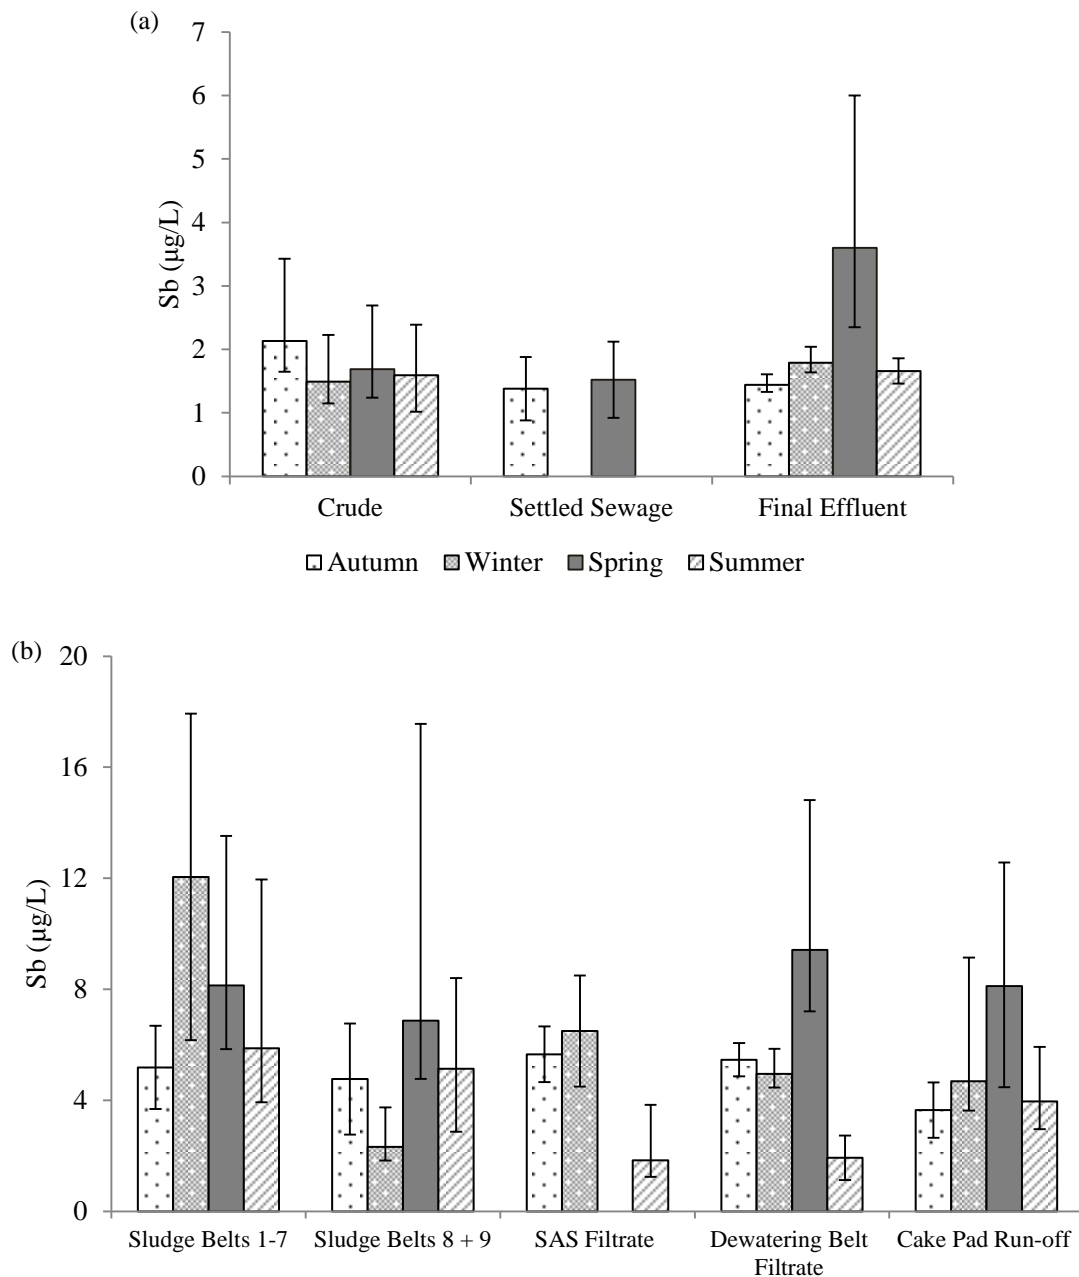 (a)
7
6
5
4
3
2
1
0
Sb (µg/L)
Crude Settled Sewage Final Effluent
Autumn Winter Spring Summer
(b)
20
16
12
8
4
0
Sb (µg/L)
Sludge Belts 1-7 Sludge Belts 8 + 9 SAS Filtrate Dewatering Belt Cake Pad Run-off
Filtrate